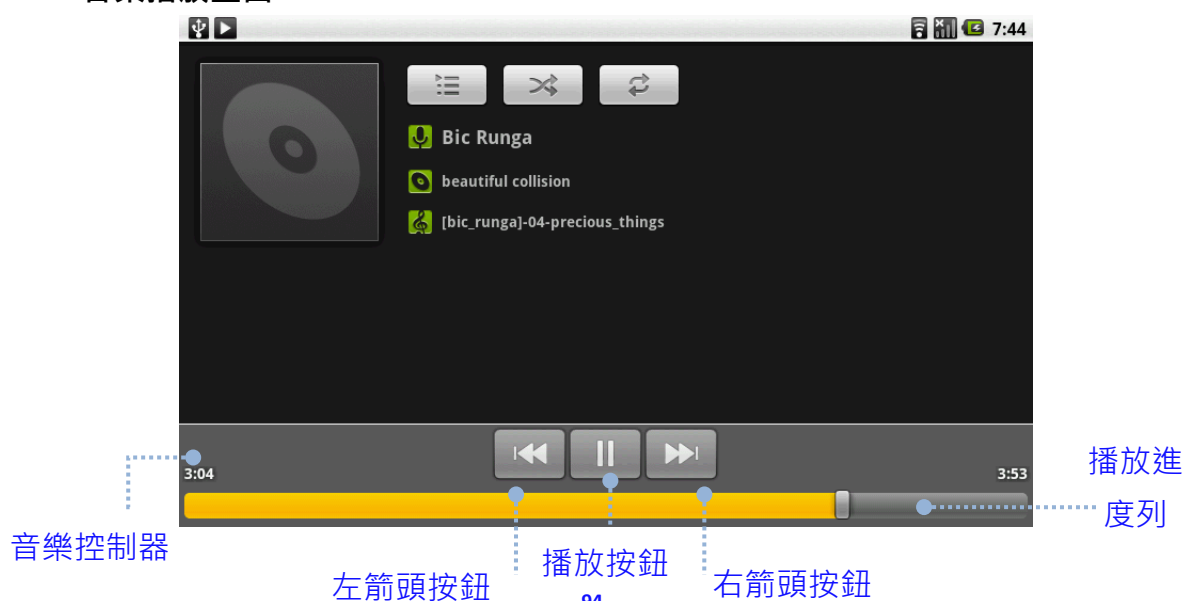 7:44
Bic Runga
beautiful collision
[bic_runga]-04-precious_things
3:04
3:53
播放進
度列
音樂控制器
左箭頭按鈕
播放按鈕
右箭頭按鈕
94